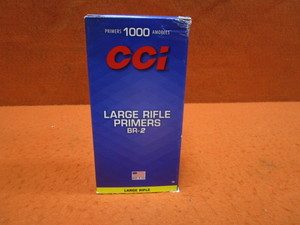 PRIMERS 1000 AMORCES
CCI
LARGE RIFLE
PRIMERS
BR-2
LARGE RIFLE